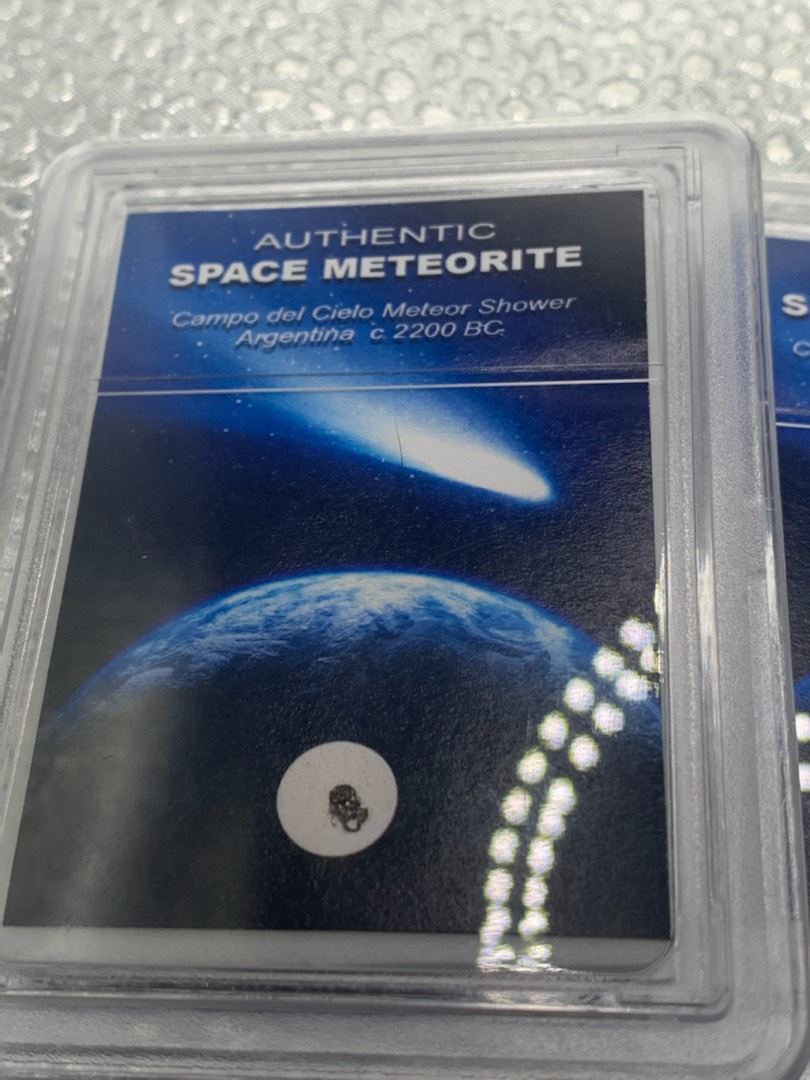 AUTHENTIC
SPACE METEORITE
Campo del Cielo Meteor Shower
Argentina c. 2200 BC.
S
C